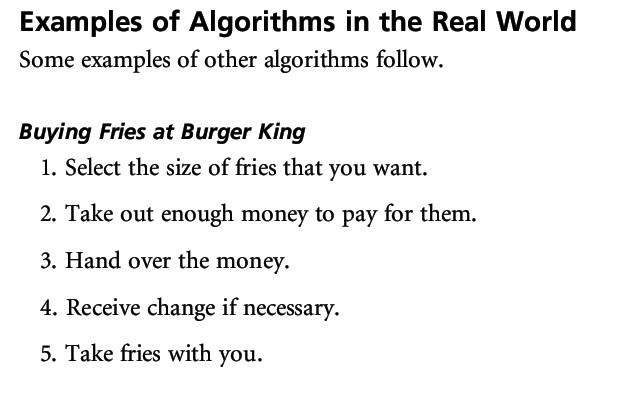 Examples of Algorithms in the Real World
Some examples of other algorithms follow.
Buying Fries at Burger King
1. Select the size of fries that you want.
2. Take out enough money to pay for them.
3. Hand over the money.
4. Receive change if necessary.
5. Take fries with you.